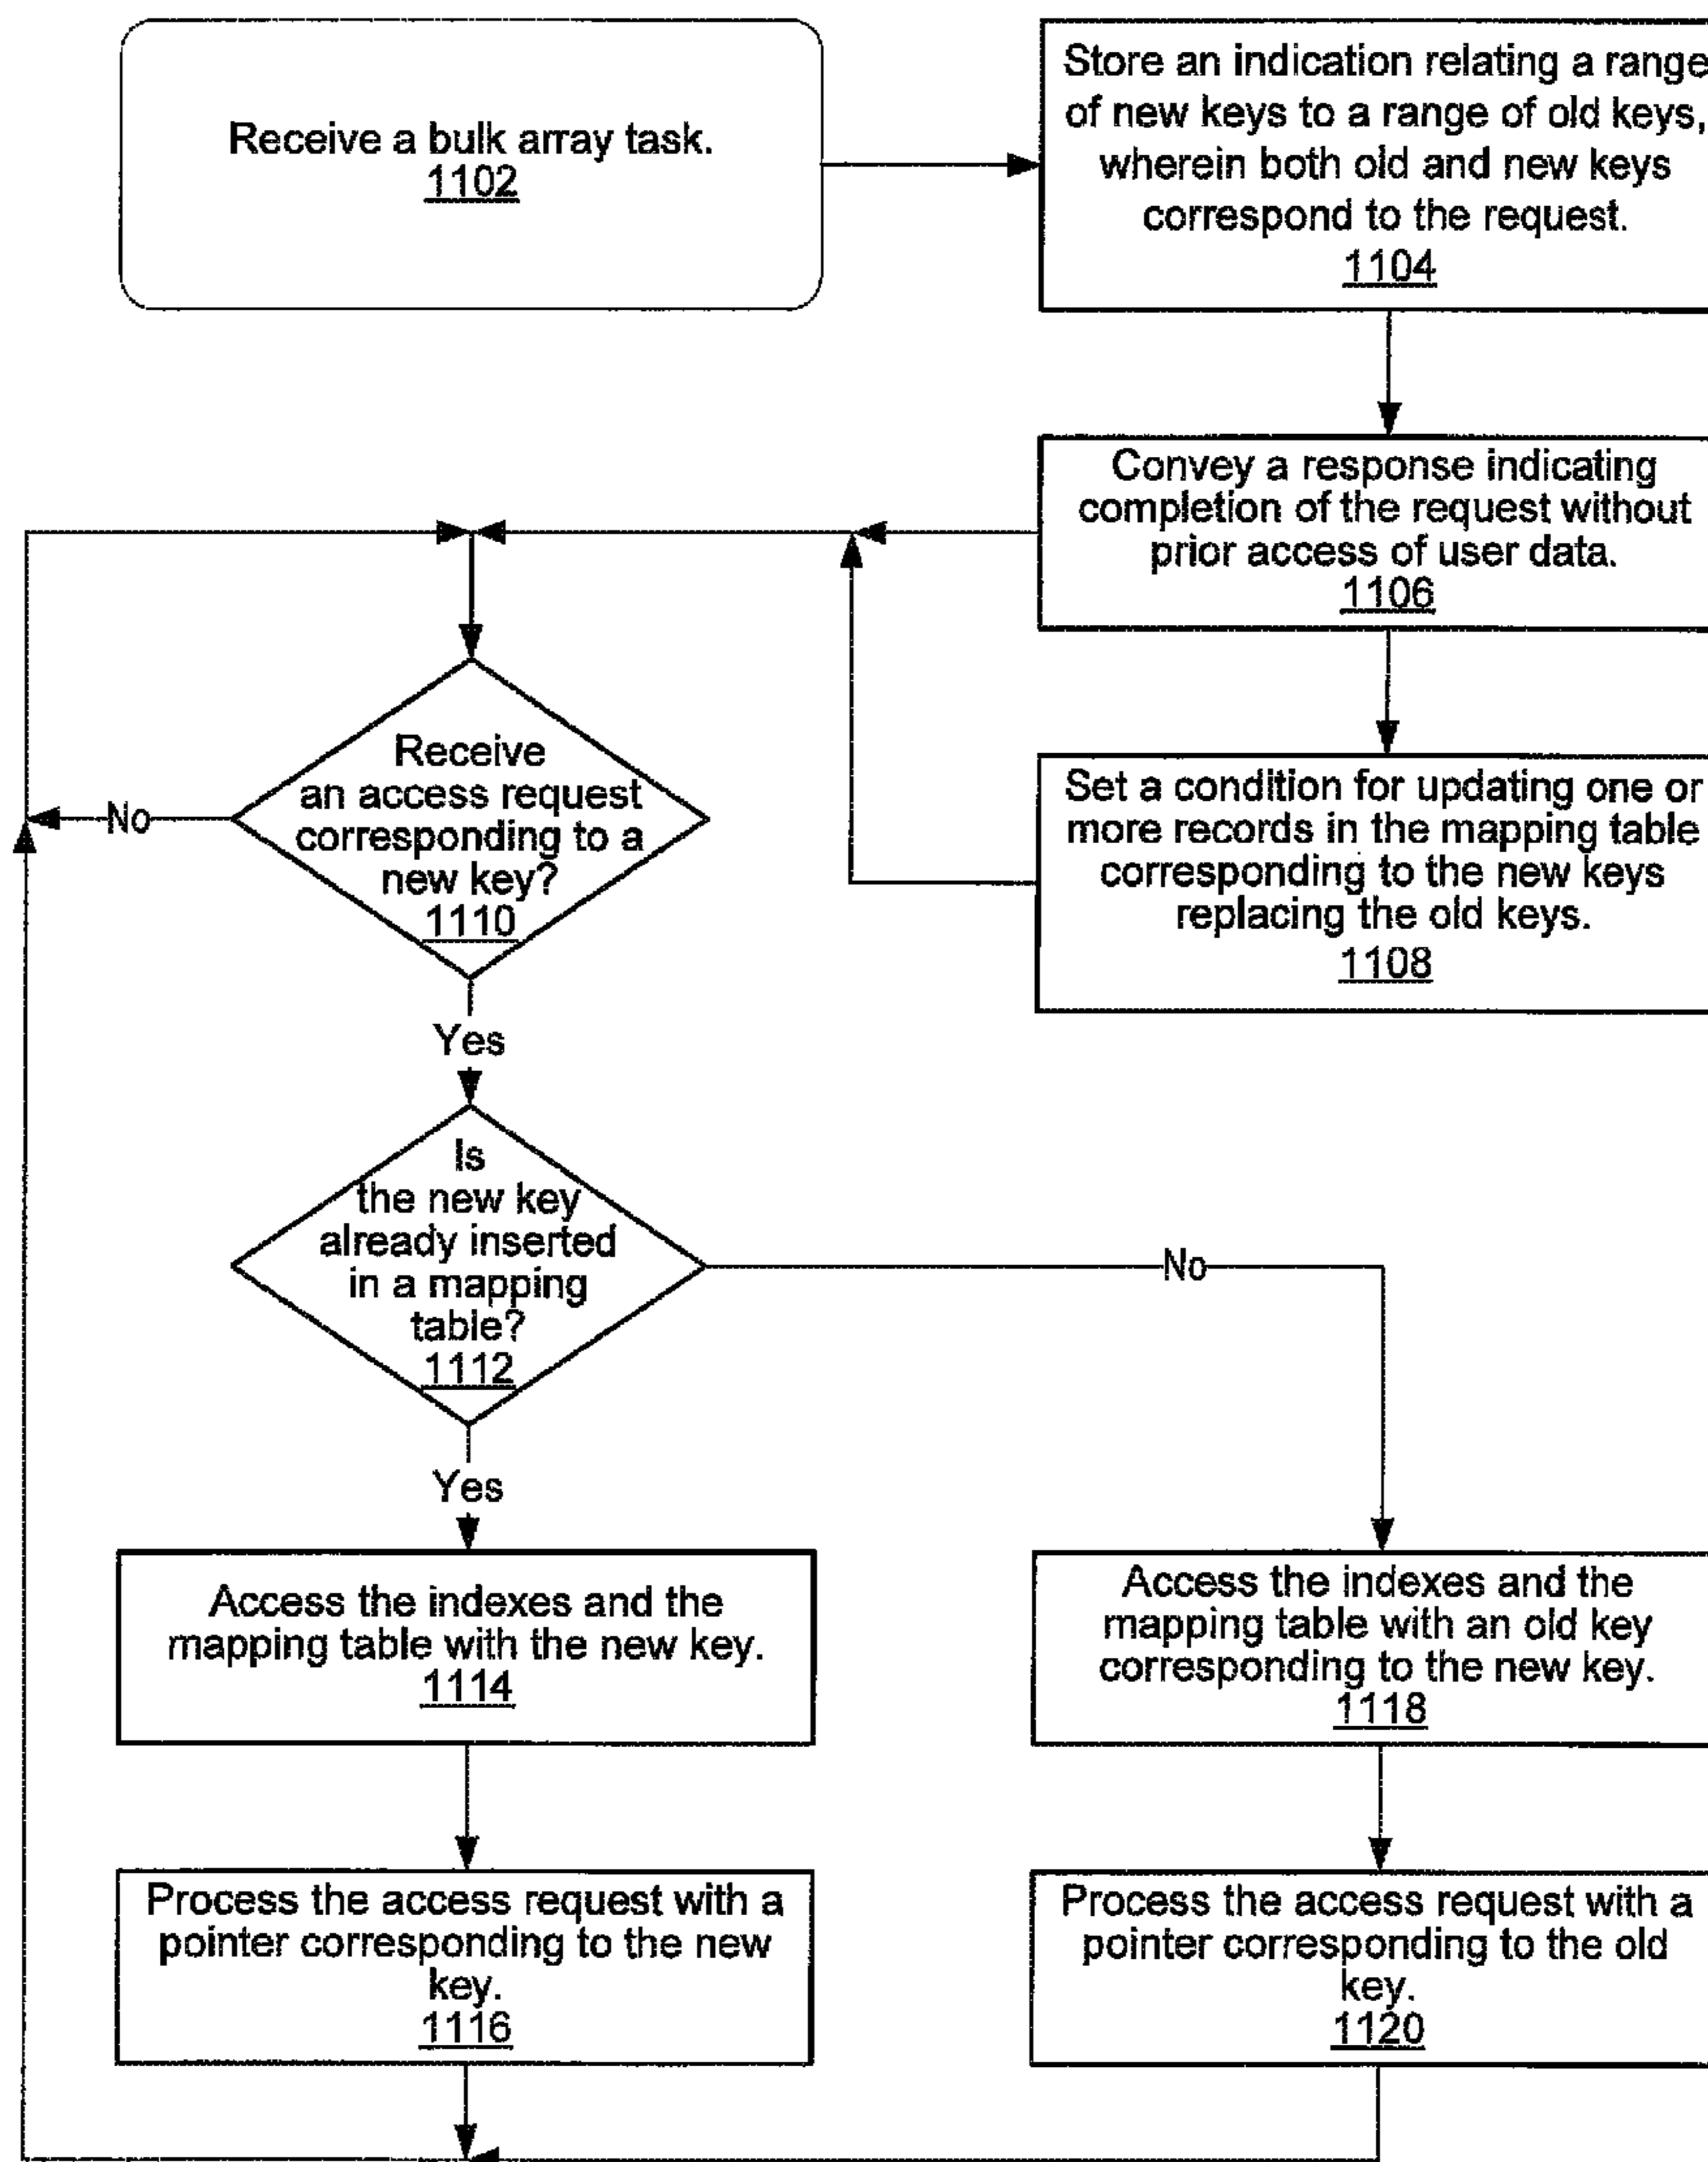 Receive a bulk array task.
1102
Store an indication relating a range
of new keys to a range of old keys,
wherein both old and new keys
correspond to the request.
1104
Convey a response indicating
completion of the request without
prior access of user data.
1106
Set a condition for updating one or
more records in the mapping table
corresponding to the new keys
replacing the old keys.
1108
Receive
an access request
corresponding to a
new key?
1110
No
Yes
Is
the new key
already inserted
in a mapping
table?
1112
No
Yes
Access the indexes and the
mapping table with the new key.
1114
Access the indexes and the
mapping table with an old key
corresponding to the new key.
1118
Process the access request with a
pointer corresponding to the new
key.
1116
Process the access request with a
pointer corresponding to the old
key.
1120